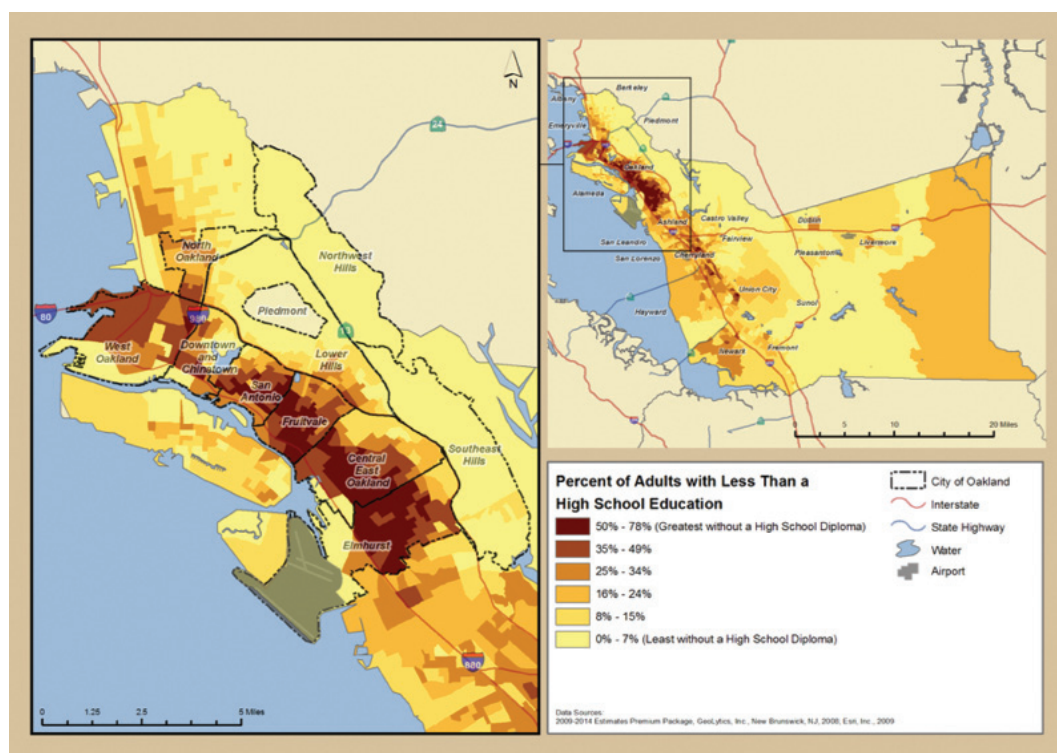 N
24
North
Oakland
Northwest
Hills
80
980
Piedmont
13
West
Oakland
Downtown
and
Chinatown
Lower
Hills
San
Antonio
Fruitvale
Central
East
Oakland
Southeast
Hills
Elmhurst
880
0 1.25 2.5 5 Miles
Berkeley
Albany
Piedmont
Emeryville
Oakland
Alameda
Castro Valley
Ashland
Dublin
Fairview
Livermore
San Leandro
Cherryland
Pleasanton
San Lorenzo
Union City
Sunol
Hayward
Newark
Fremont
0 5 10 20 Miles
Percent of Adults with Less Than a
High School Education
50% - 78% (Greatest without a High School Diploma)
35% - 49%
25% - 34%
16% - 24%
8% - 15%
0% - 7% (Least without a High School Diploma)
City of Oakland
Interstate
State Highway
Water
Airport
Data Sources:
2009-2014 Estimates Premium Package, GeoLytics, Inc., New Brunswick, NJ, 2008; Esri, Inc., 2009